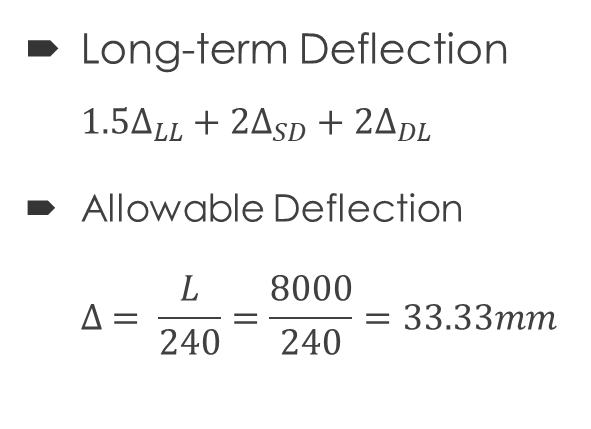 Long-term Deflection
1.5Δ_LL + 2Δ_SD + 2Δ_DL
Allowable Deflection
Δ = L/240 = 8000/240 = 33.33mm